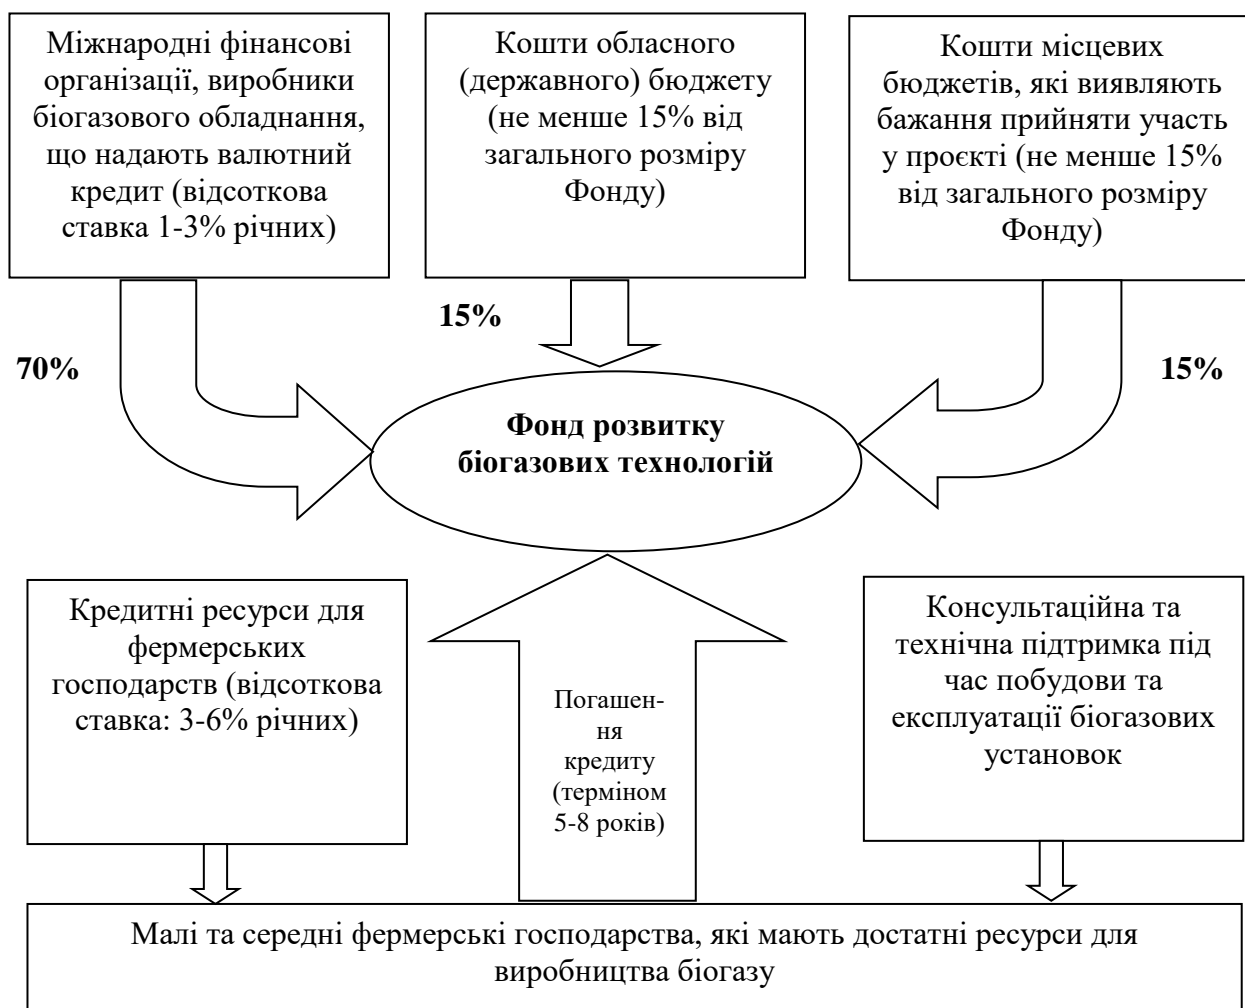 Міжнародні фінансові
організації, виробники
біогазового обладнання,
що надають валютний
кредит (відсоткова
ставка 1-3% річних)
Кошти обласного
(державного) бюджету
(не менше 15% від
загального розміру
Фонду)
Кошти місцевих
бюджетів, які виявляють
бажання прийняти участь
у проєкті (не менше 15%
від загального розміру
Фонду)
70%
15%
15%
Фонд розвитку
біогазових технологій
Кредитні ресурси для
фермерських
господарств (відсоткова
ставка: 3-6% річних)
Погашен-
ня
кредиту
(терміном
5-8 років)
Консультаційна та
технічна підтримка під
час побудови та
експлуатації біогазових
установок
Малі та середні фермерські господарства, які мають достатні ресурси для
виробництва біогазу